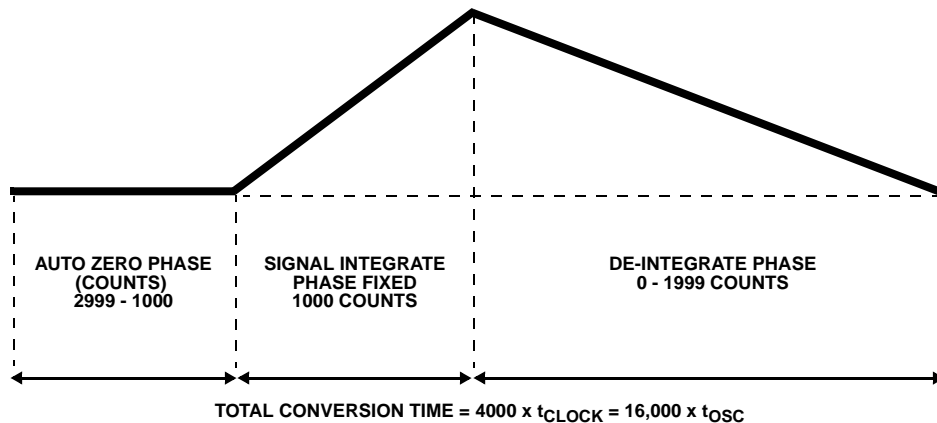 AUTO ZERO PHASE
(COUNTS)
2999 - 1000
SIGNAL INTEGRATE
PHASE FIXED
1000 COUNTS
DE-INTEGRATE PHASE
0 - 1999 COUNTS
TOTAL CONVERSION TIME = 4000 x tCLOCK = 16,000 x tOSC